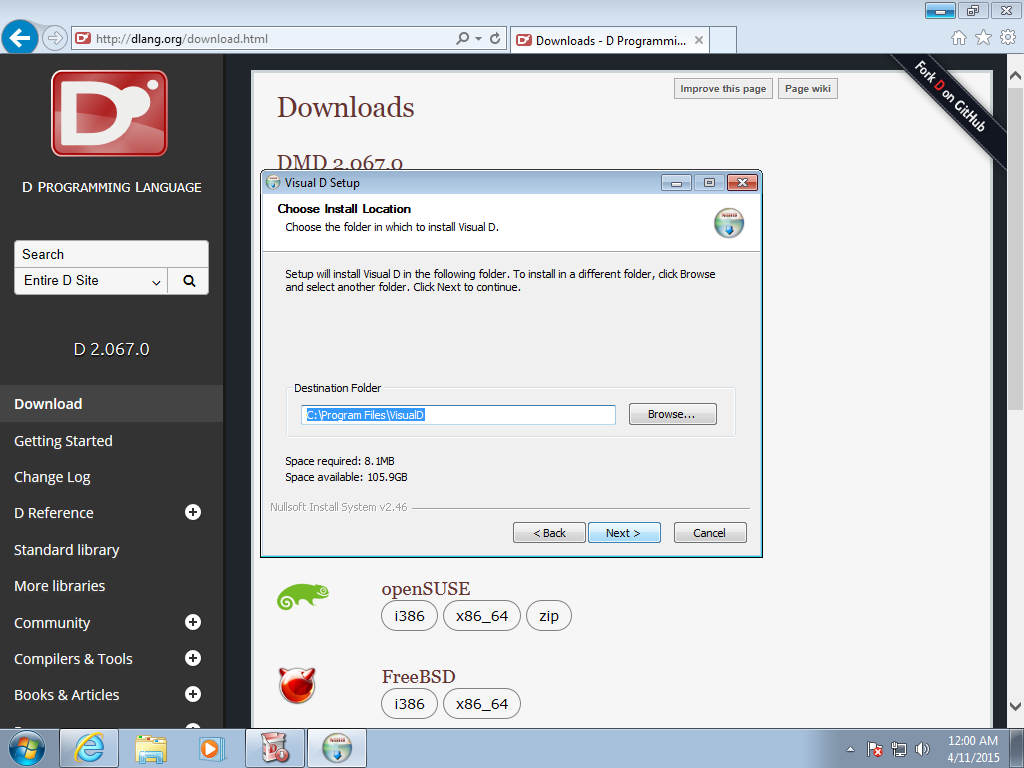 http://dlang.org/download.html
Downloads - D Programmi...
D
D PROGRAMMING LANGUAGE
Search
Entire D Site
D 2.067.0
Download
Getting Started
Change Log
D Reference
Standard library
More libraries
Community
Compilers & Tools
Books & Articles
Downloads
Improve this page
Page wiki
Fork D on GitHub
DMD 2.067.0
Visual D Setup
Choose Install Location
Choose the folder in which to install Visual D.
Setup will install Visual D in the following folder. To install in a different folder, click Browse
and select another folder. Click Next to continue.
Destination Folder
C:\Program Files\VisualD
Browse...
Space required: 8.1MB
Space available: 105.9GB
Nullsoft Install System v2.46
< Back
Next >
Cancel
openSUSE
i386
x86_64
zip
FreeBSD
i386
x86_64
12:00 AM
4/11/2015